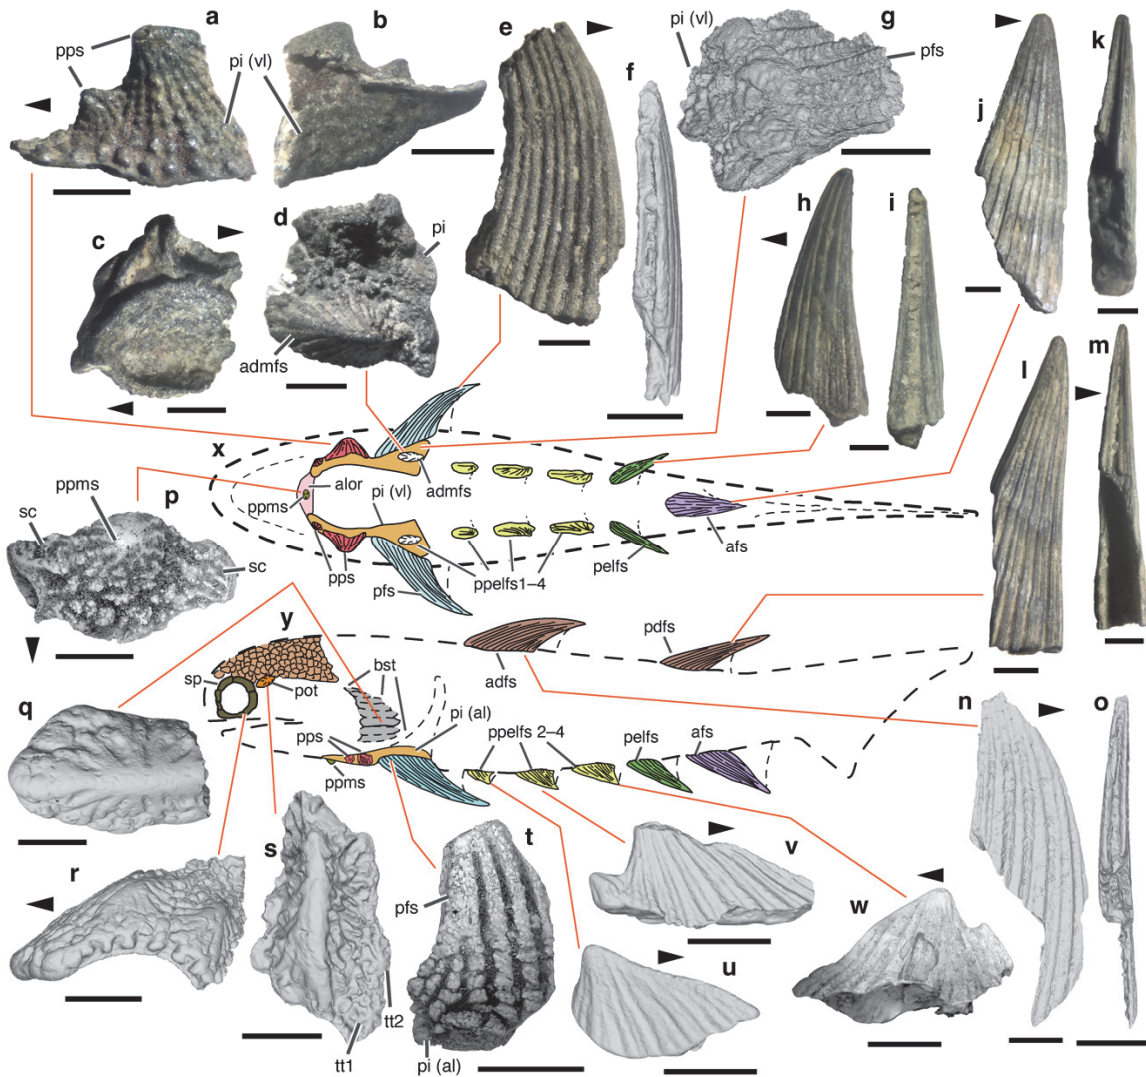 a
b
e
g
pps
pi (vl)
pi (vl)
pfs
k
f
j
c
d
pi
h
i
admfs
l
m
x
alor
pi (vl)
ppms
admfs
p
ppms
sc
sc
afs
pps
ppelfs1–4
pelfs
pfs
y
pdfs
sp
bst
adfs
pot
n
o
q
pi (al)
ppelfs 2–4
pelfs
afs
pps
ppms
s
t
v
r
pfs
w
u
tt2
tt1
pi (al)